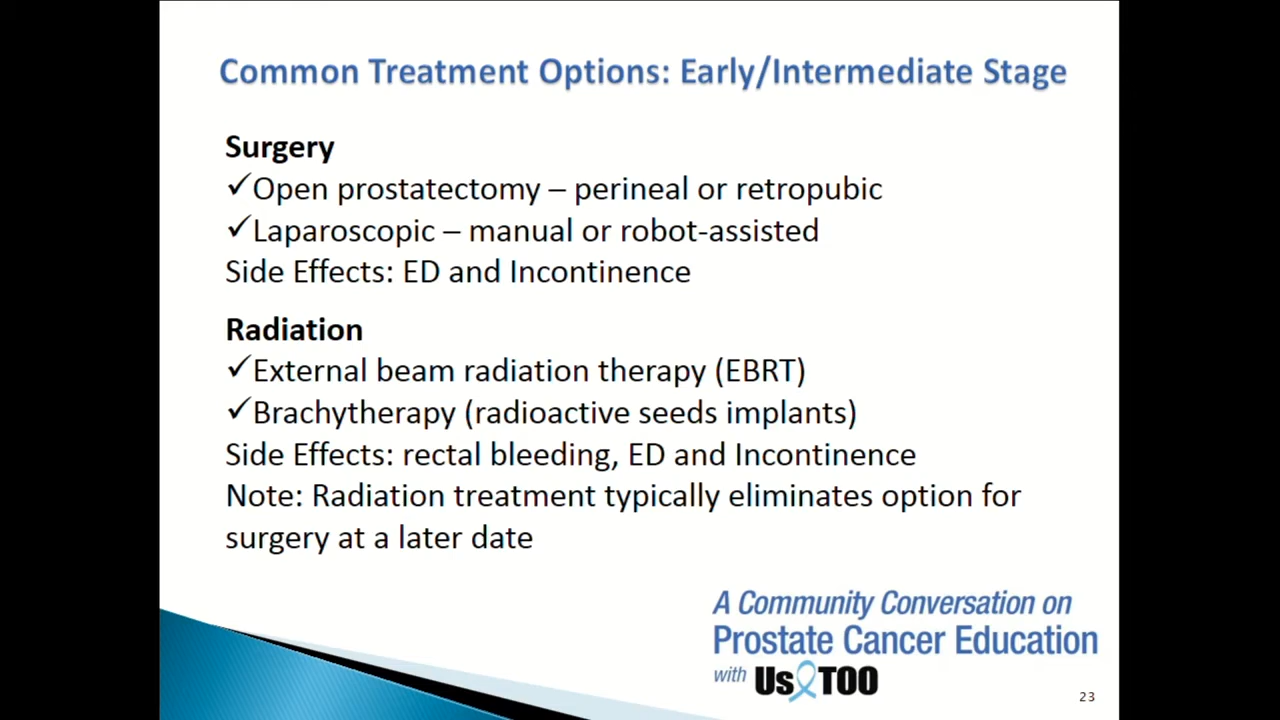 Common Treatment Options: Early/Intermediate Stage
Surgery
✓Open prostatectomy – perineal or retropubic
✓Laparoscopic – manual or robot-assisted
Side Effects: ED and Incontinence
Radiation
✓External beam radiation therapy (EBRT)
✓Brachytherapy (radioactive seeds implants)
Side Effects: rectal bleeding, ED and Incontinence
Note: Radiation treatment typically eliminates option for
surgery at a later date
A Community Conversation on
Prostate Cancer Education
with Us TOO
23